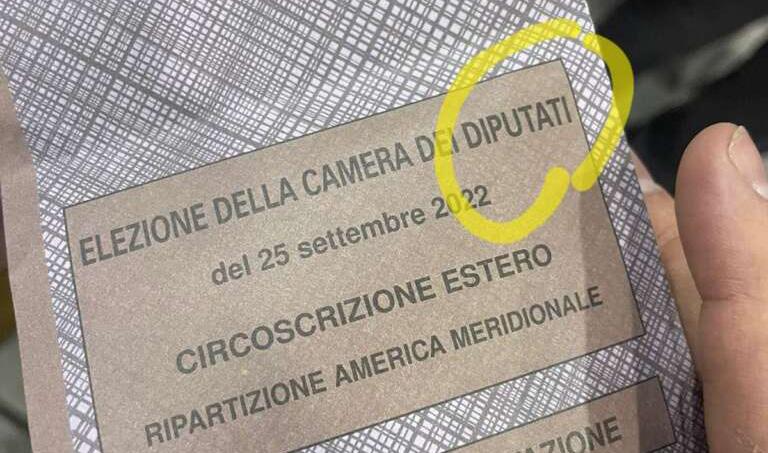 ELEZIONE DELLA CAMERA DEI DIPUTATI
del 25 settembre 2022
CIRCOSCRIZIONE ESTERO
RIPARTIZIONE AMERICA MERIDIONALE